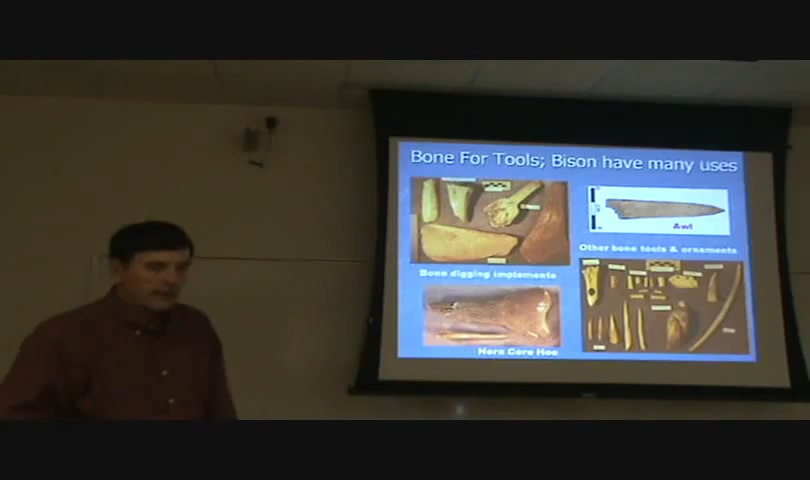 Bone For Tools; Bison have many uses
Awl
Other bone tools & ornaments
Bone digging implements
Horn Core Hoe